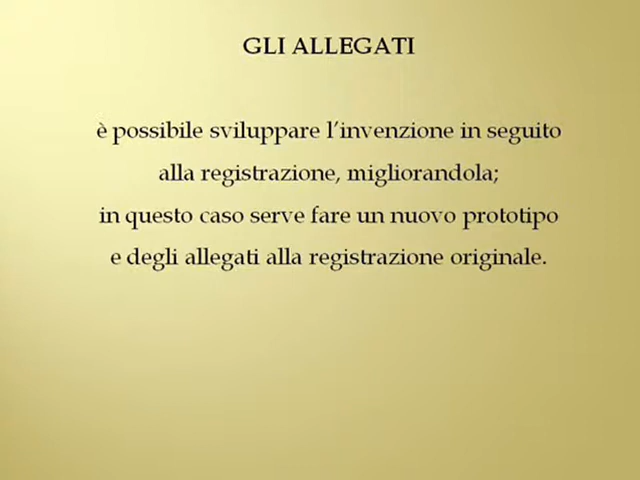 GLI ALLEGATI
è possibile sviluppare l’invenzione in seguito
alla registrazione, migliorandola;
in questo caso serve fare un nuovo prototipo
e degli allegati alla registrazione originale.